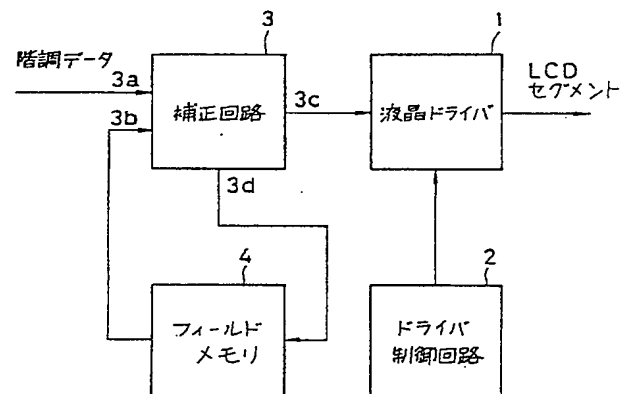 3
1
階調データ
3a
補正回路
3c
液晶ドライバ
LCD
セグメント
3b
3d
4
2
フィールド
メモリ
ドライバ
制御回路